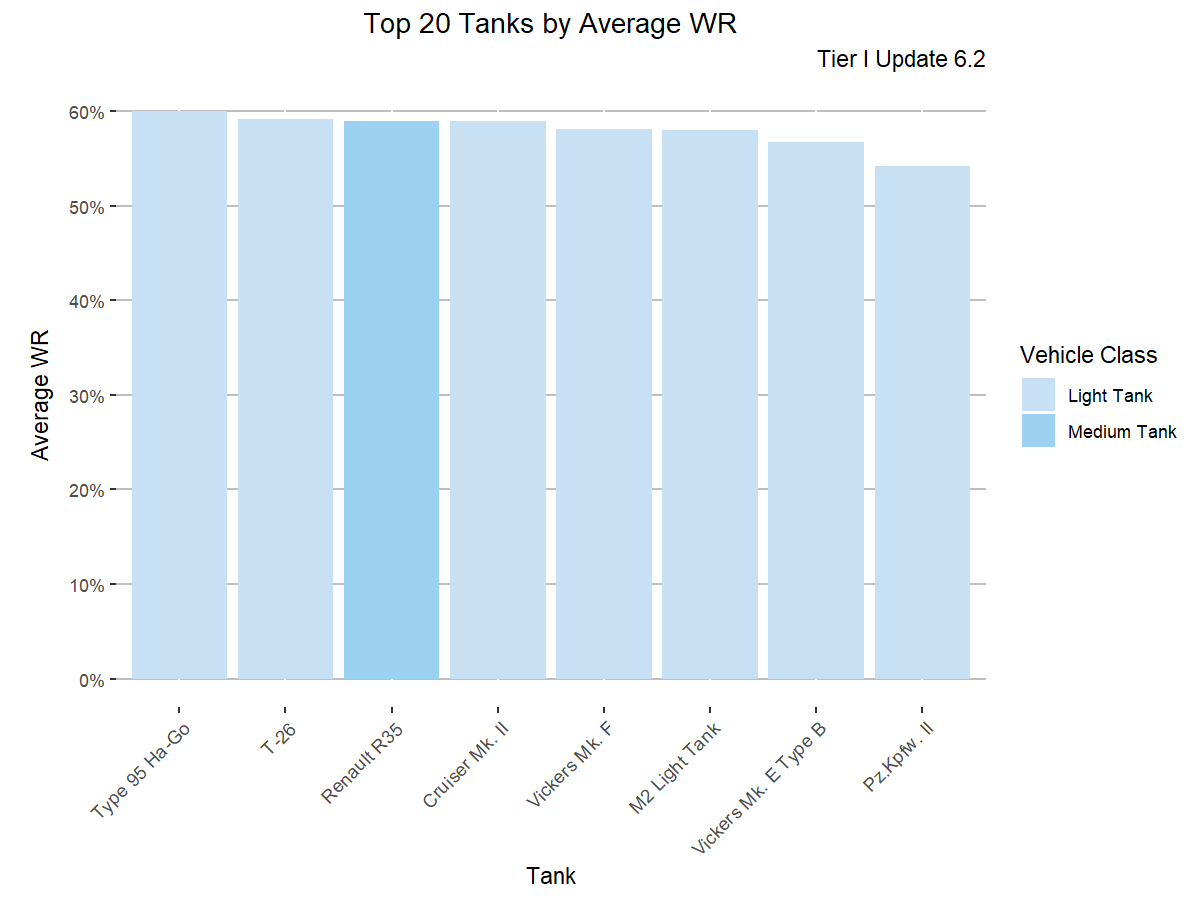 Top 20 Tanks by Average WR
Tier I Update 6.2
60%
50%
40%
30%
20%
10%
0%
Average WR
Type 95 Ha-Go
T-26
Renault R35
Cruiser Mk. II
Vickers Mk. F
M2 Light Tank
Vickers Mk. E Type B
Pz.Kpfw. II
Tank
Vehicle Class
Light Tank
Medium Tank